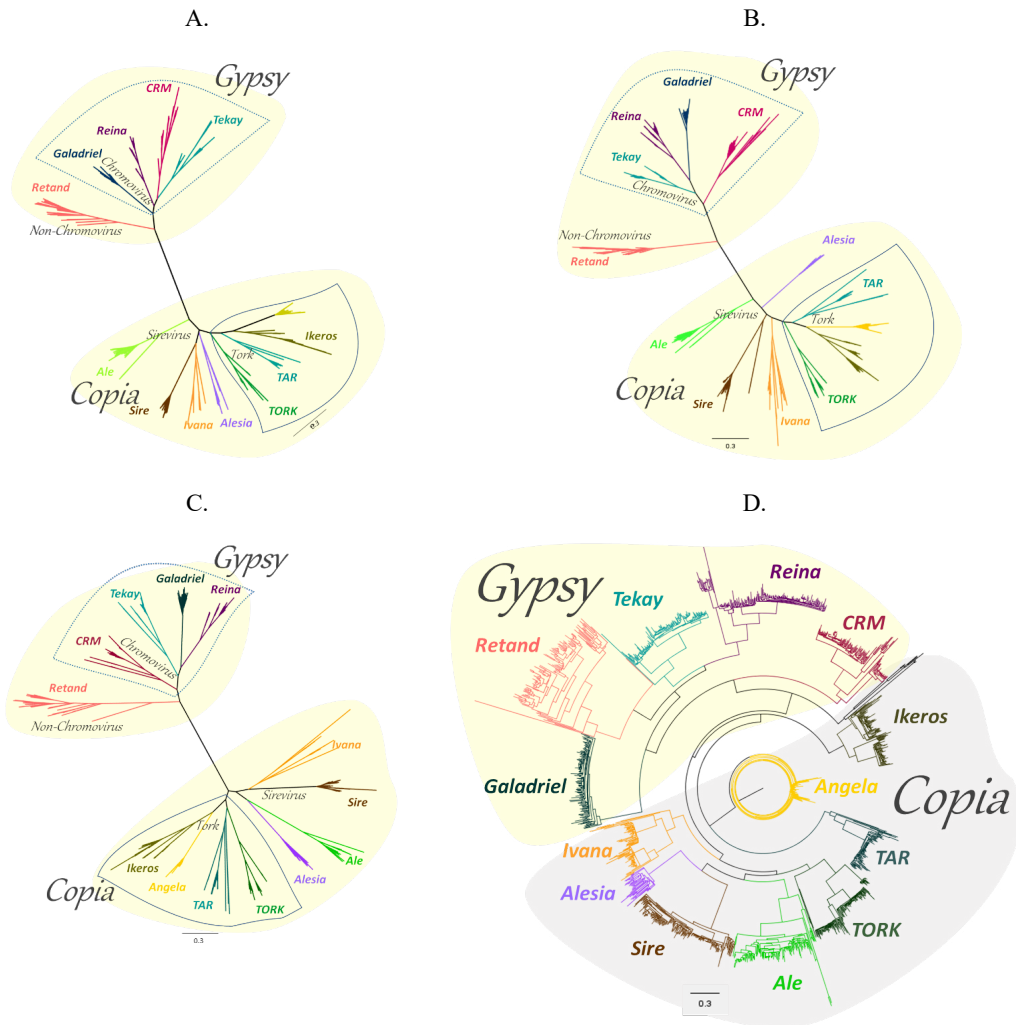 A.
Gypsy
CRM
Tekay
Reina
Galadriel
Chromovirus
Retand
Non-Chromovirus
Sirevirus
Ikeros
Tork
Ale
TAR
Copia
Sire
TORK
Ivana
Alesia
0.3
B.
Gypsy
Galadriel
Reina
CRM
Tekay
Chromovirus
Non-Chromovirus
Retand
Alesia
TAR
Sirevirus
Tork
Ale
Copia
Sire
TORK
Ivana
0.3
C.
Gypsy
Galadriel
Tekay
Reina
CRM
Chromovirus
Retand
Non-Chromovirus
Ivana
Sirevirus
Sire
Tork
Ikeros
Ale
Angela
Alesia
Copia
TAR
TORK
0.3
D.
Gypsy
Reina
Tekay
CRM
Retand
Ikeros
Galadriel
Angela
Copia
Ivana
TAR
Alesia
TORK
Sire
Ale
0.3